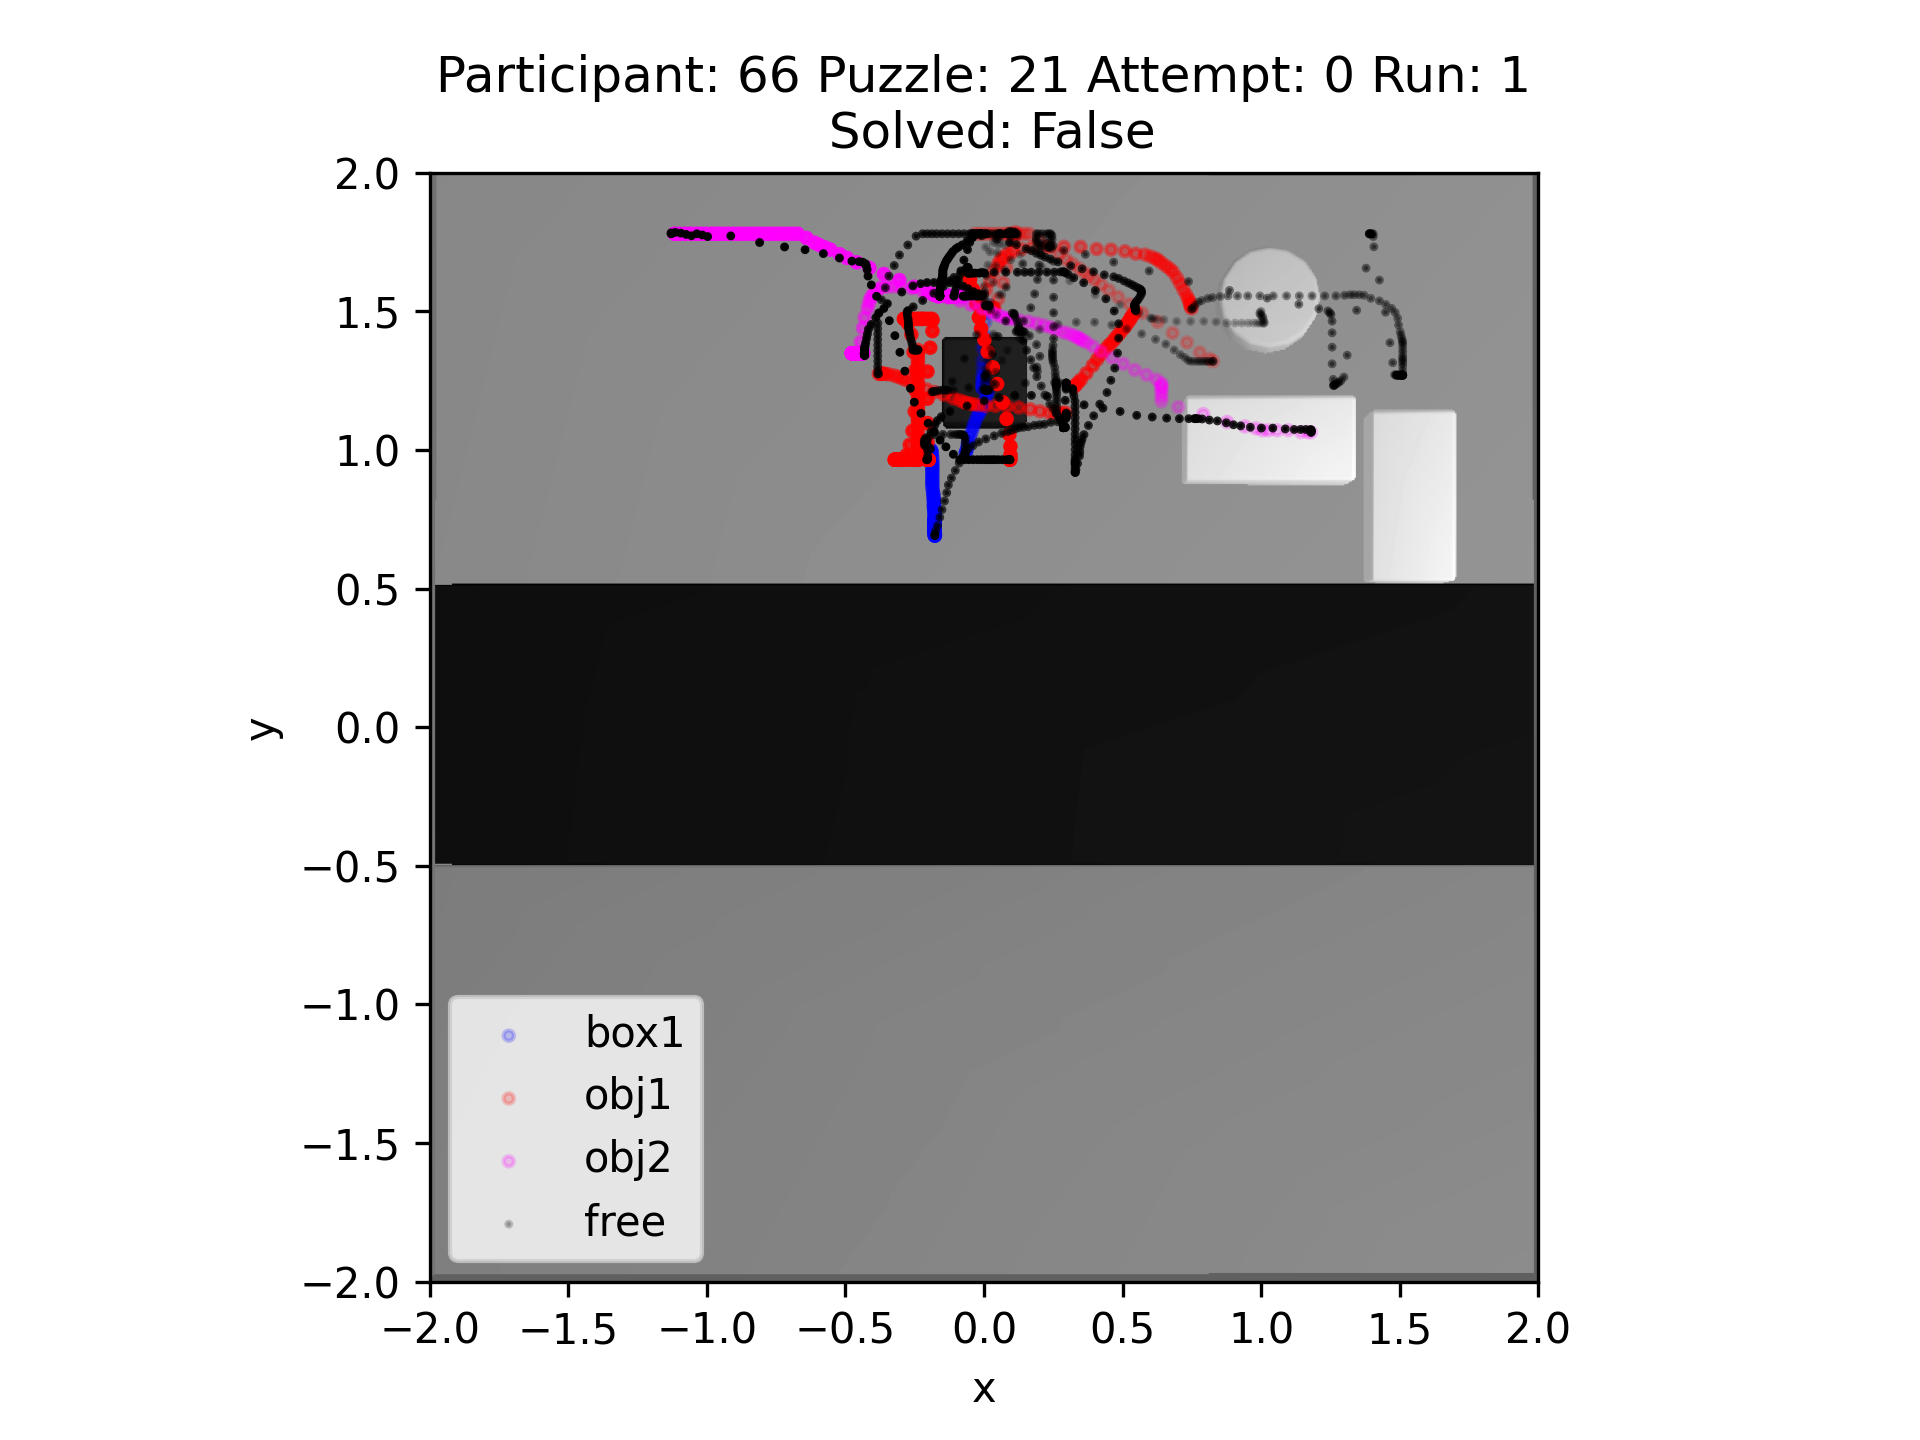 Participant: 66 Puzzle: 21 Attempt: 0 Run: 1
Solved: False
2.0
1.5
1.0
0.5
0.0
−0.5
−1.0
−1.5
−2.0
y
box1
obj1
obj2
free
−2.0 −1.5 −1.0 −0.5 0.0 0.5 1.0 1.5 2.0
x